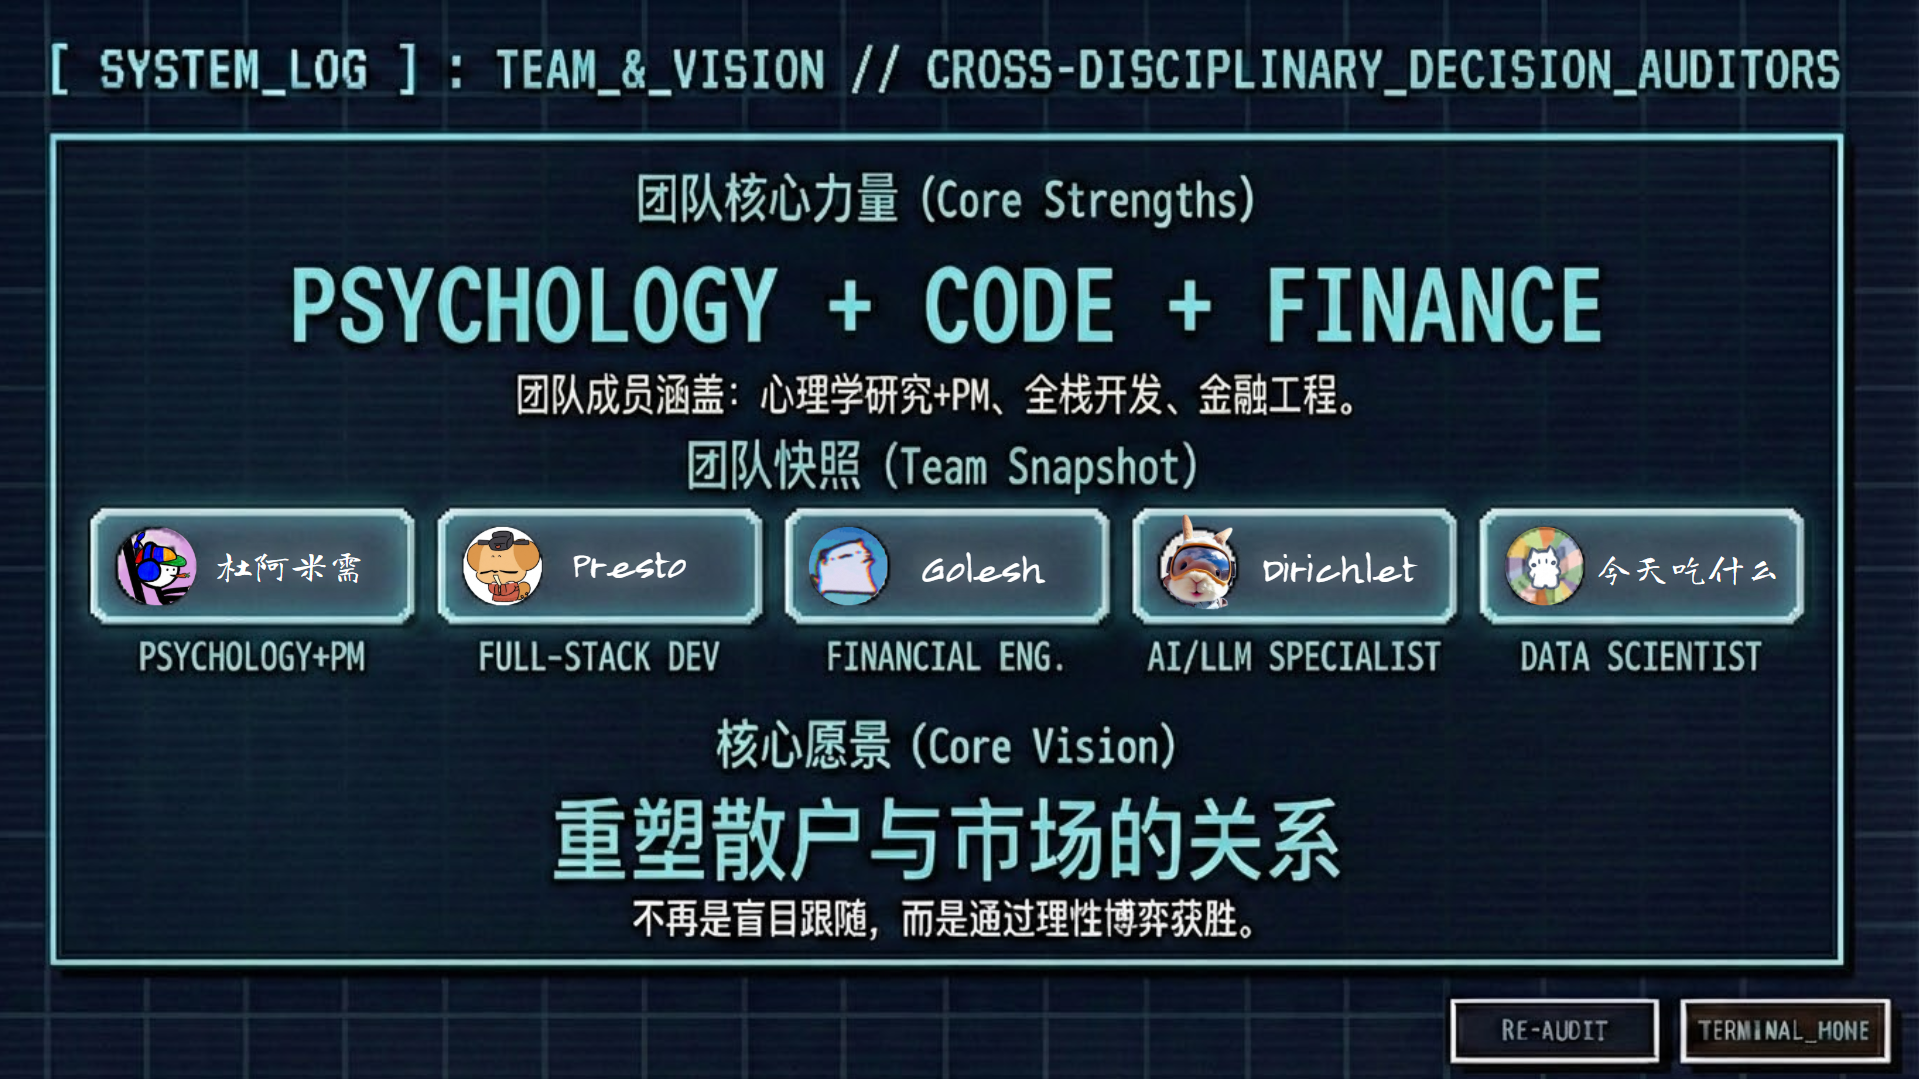 [ SYSTEM_LOG ] : TEAM_&_VISION // CROSS-DISCIPLINARY_DECISION_AUDITORS
团队核心力量 (Core Strengths)
PSYCHOLOGY + CODE + FINANCE
团队成员涵盖：心理学研究+PM、全栈开发、金融工程。
团队快照 (Team Snapshot)
杜阿米需 Presto Golesh Dirichlet 今天吃什么
PSYCHOLOGY+PM FULL-STACK DEV FINANCIAL ENG. AI/LLM SPECIALIST DATA SCIENTIST
核心愿景 (Core Vision)
重塑散户与市场的关系
不再是盲目跟随，而是通过理性博弈获胜。
RE-AUDIT TERMINAL_MONE